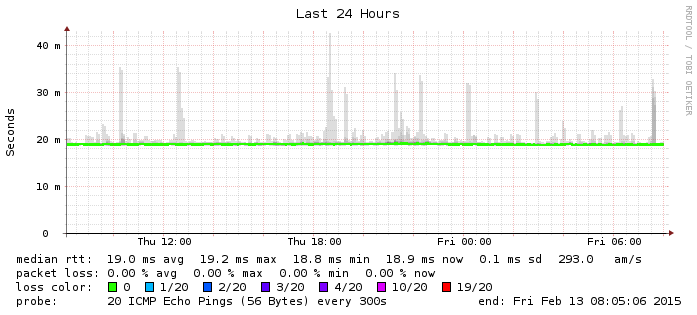 Last 24 Hours
RRDTOOL / TOBI OETIKER
Seconds
40 m
30 m
20 m
10 m
0
Thu 12:00 Thu 18:00 Fri 00:00 Fri 06:00
median rtt: 19.0 ms avg 19.2 ms max 18.8 ms min 18.9 ms now 0.1 ms sd 293.0 am/s
packet loss: 0.00 % avg 0.00 % max 0.00 % min 0.00 % now
loss color: 0 1/20 2/20 3/20 4/20 10/20 19/20
probe: 20 ICMP Echo Pings (56 Bytes) every 300s end: Fri Feb 13 08:05:06 2015